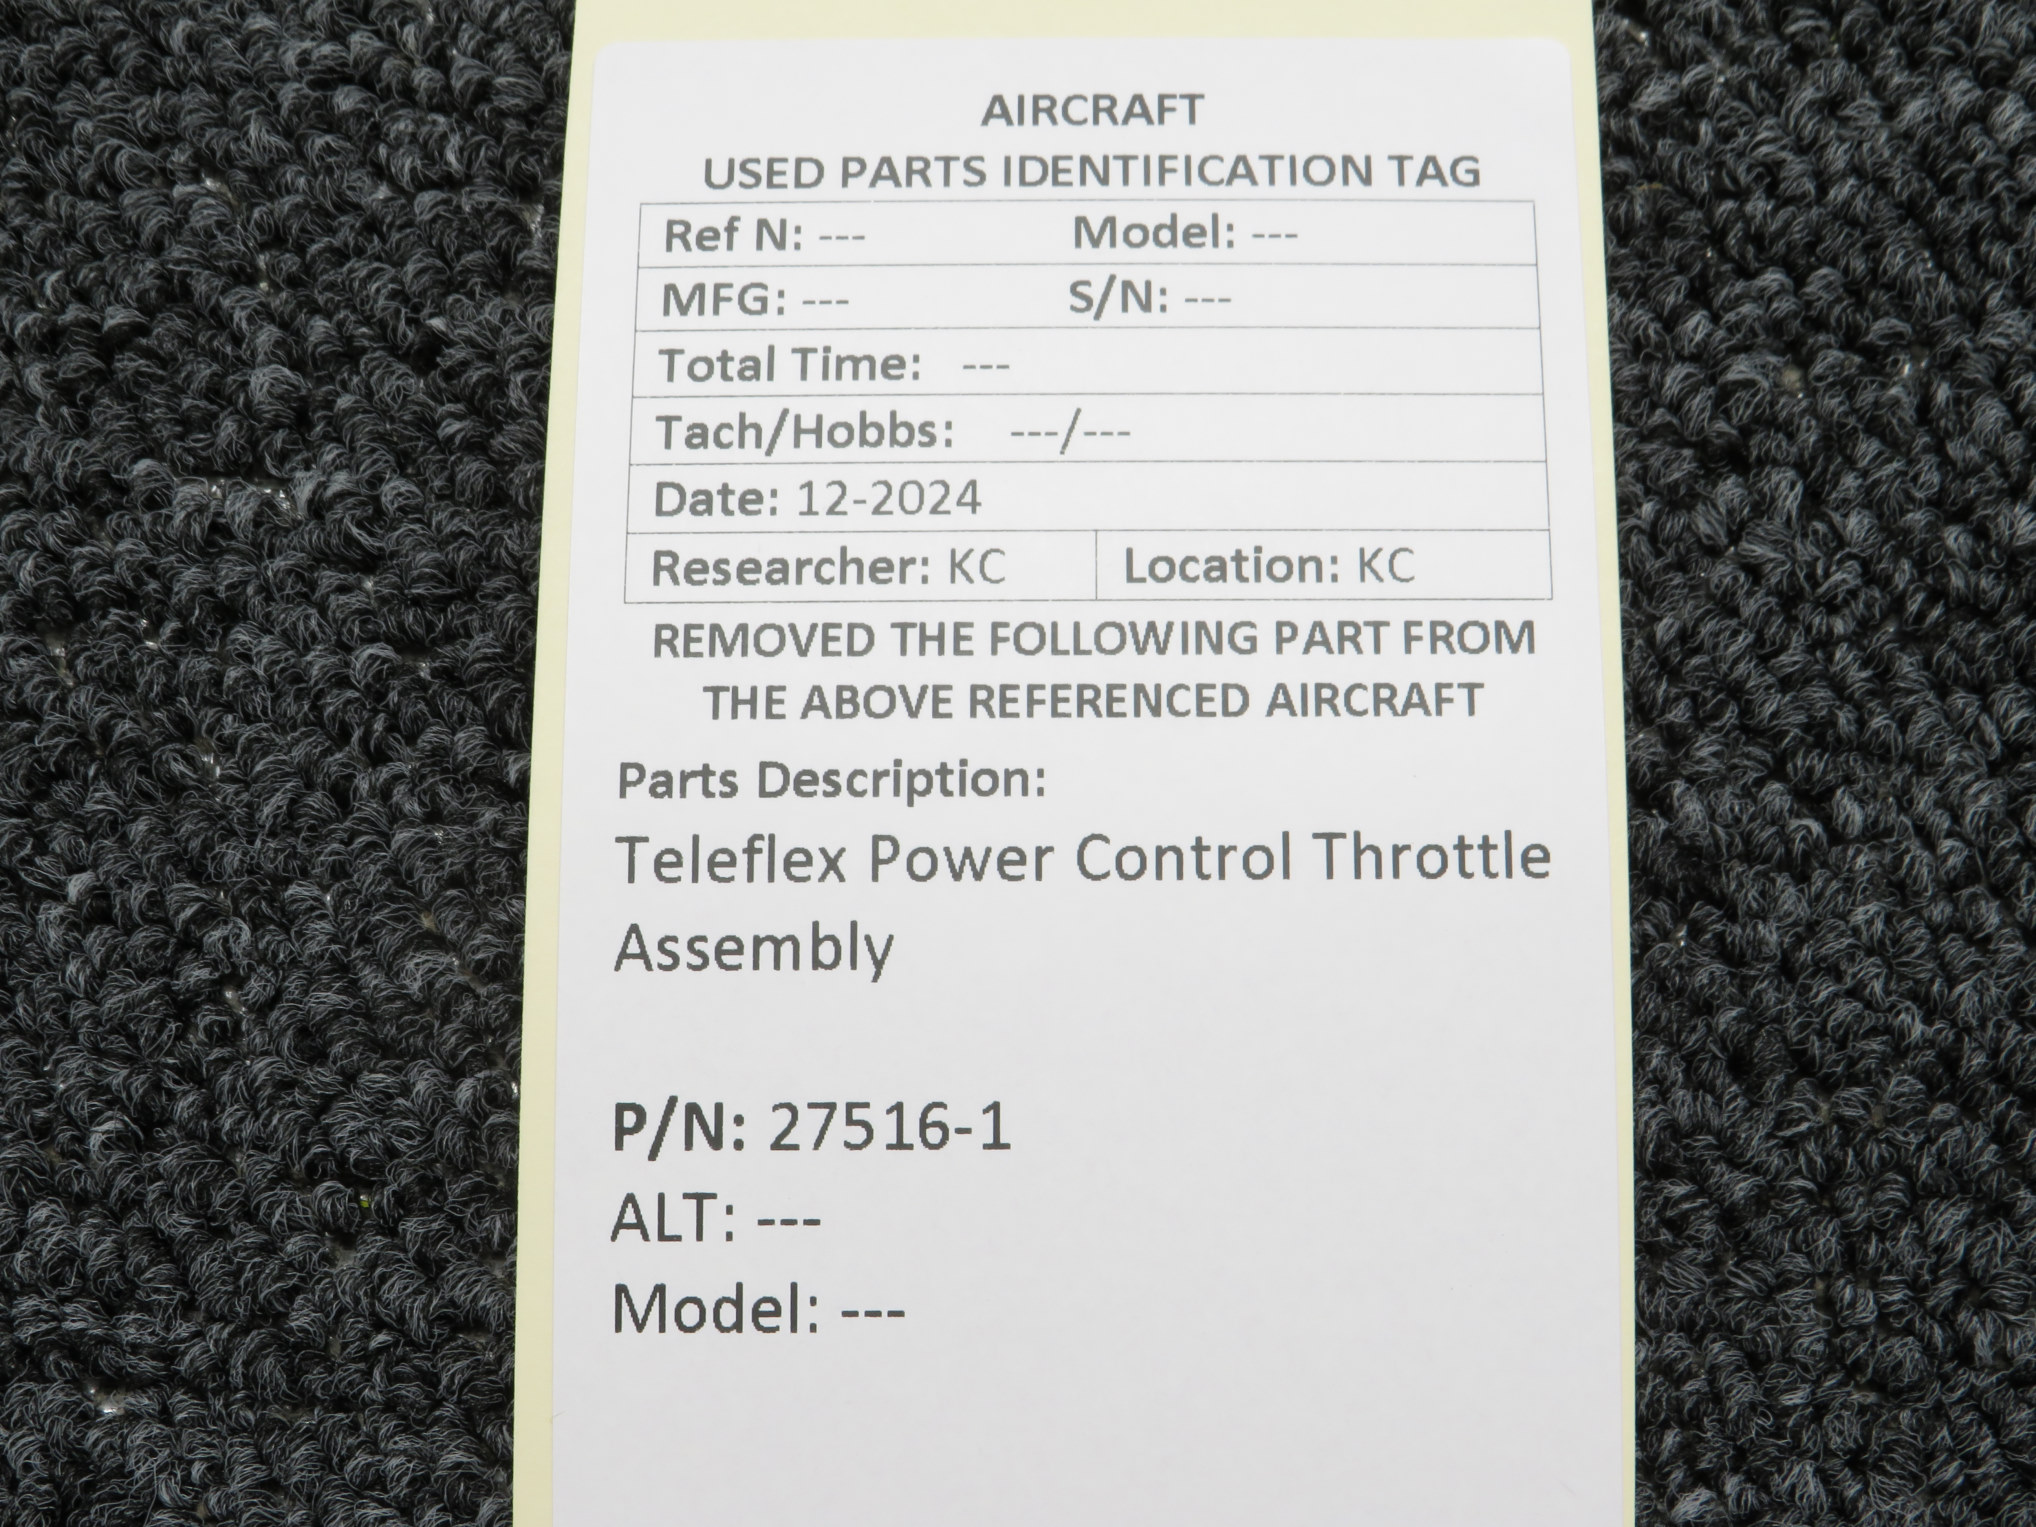 AIRCRAFT
USED PARTS IDENTIFICATION TAG
Ref N: --- Model: ---
MFG: --- S/N: ---
Total Time: ---
Tach/Hobbs: ---/---
Date: 12-2024
Researcher: KC Location: KC
REMOVED THE FOLLOWING PART FROM
THE ABOVE REFERENCED AIRCRAFT
Parts Description:
Teleflex Power Control Throttle
Assembly
P/N: 27516-1
ALT: ---
Model: ---